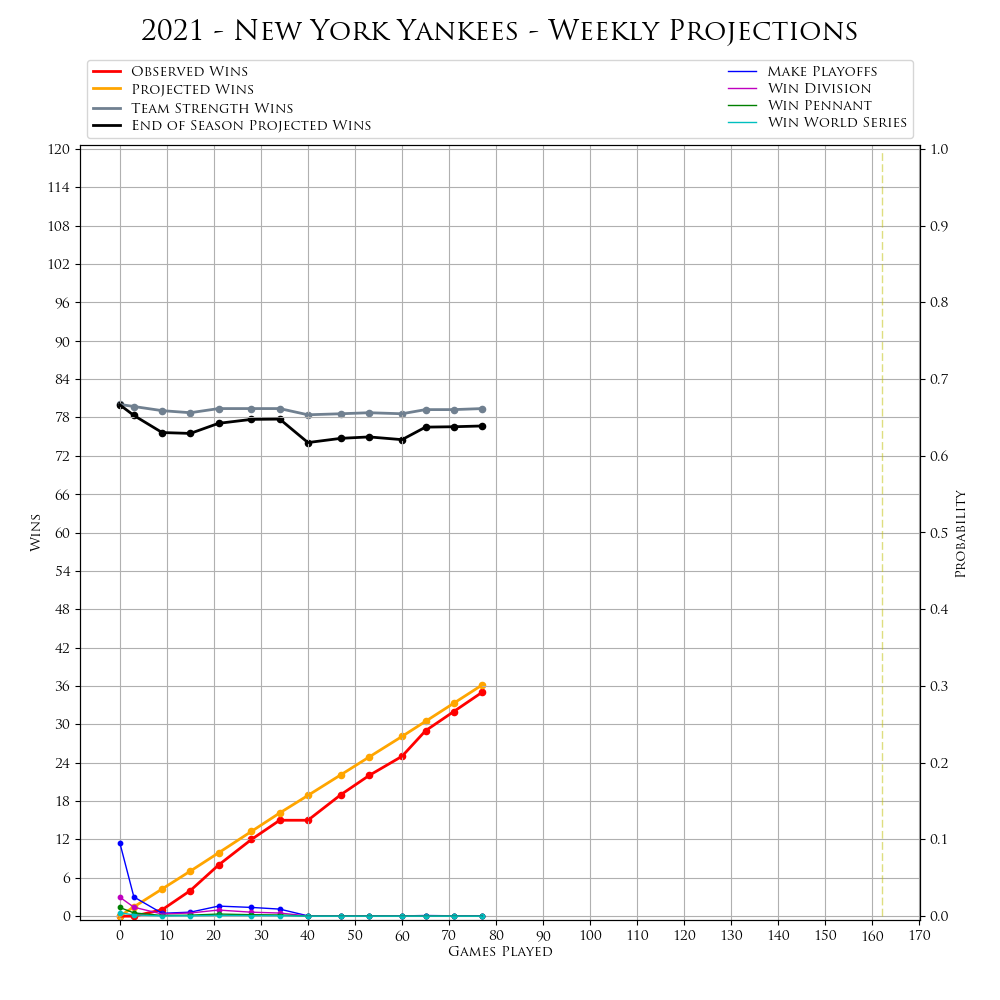 2021 - New York Yankees - Weekly Projections
Observed Wins
Projected Wins
Team Strength Wins
End of Season Projected Wins
Make Playoffs
Win Division
Win Pennant
Win World Series
120
114
108
102
96
90
84
78
72
66
60
54
48
42
36
30
24
18
12
6
0
Wins
1.0
0.9
0.8
0.7
0.6
0.5
0.4
0.3
0.2
0.1
0.0
Probability
0 10 20 30 40 50 60 70 80 90 100 110 120 130 140 150 160 170
Games Played